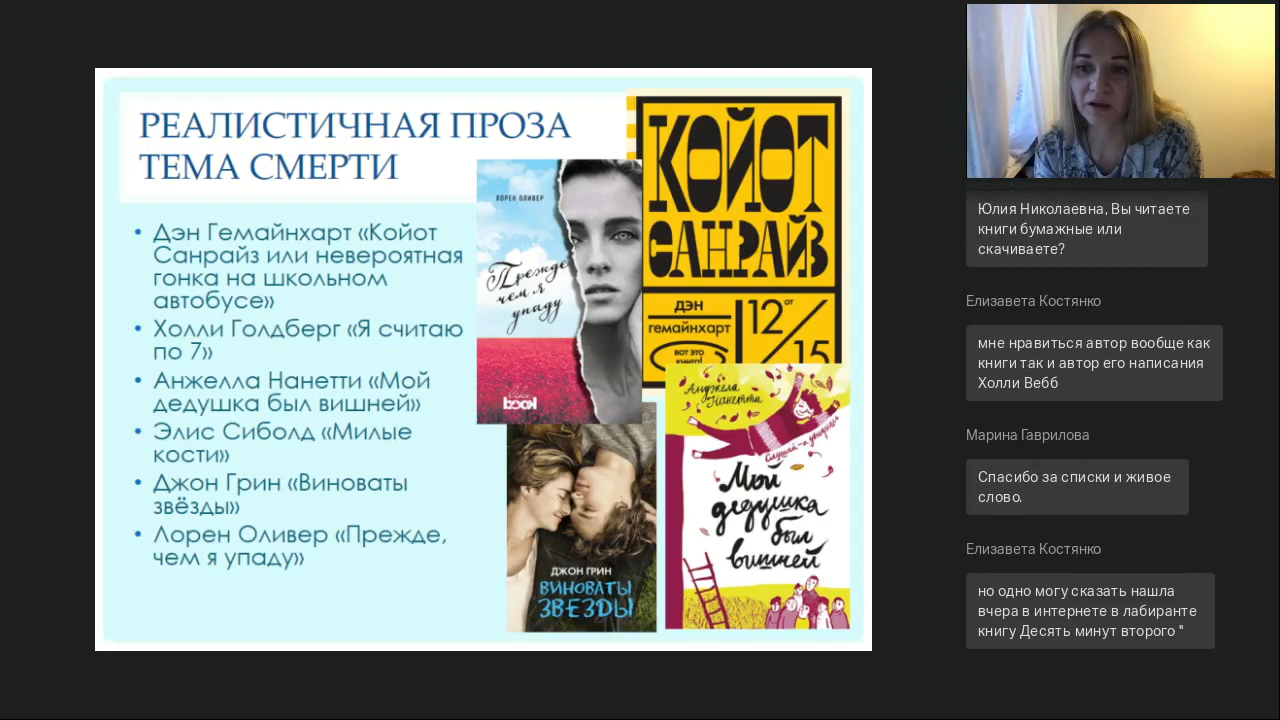 РЕАЛИСТИЧНАЯ ПРОЗА
ТЕМА СМЕРТИ
• Дэн Гемайнхарт «Койот
Санрайз или невероятная
гонка на школьном
автобусе»
• Холли Голдберг «Я считаю
по 7»
• Анжелла Нанетти «Мой
дедушка был вишней»
• Элис Сиболд «Милые
кости»
• Джон Грин «Виноваты
звёзды»
• Лорен Оливер «Прежде,
чем я упаду»
ЛОРЕН ОЛИВЕР
Прежде
чем я
упаду
book
КОЙОТ
САНРАЙЗ
ДЭН
гемайнхарт
ВОТ ЭТО
книга!
12 от
15
ДЖОН ГРИН
ВИНОВАТЫ
ЗВЕЗДЫ
Анджела
Нанетти
Мой
дедушка
был
вишней
Юлия Николаевна, Вы читаете
книги бумажные или
скачиваете?
Елизавета Костянко
мне нравиться автор вообще как
книги так и автор его написания
Холли Вебб
Марина Гаврилова
Спасибо за списки и живое
слово.
Елизавета Костянко
но одно могу сказать нашла
вчера в интернете в лабиранте
книгу Десять минут второго "